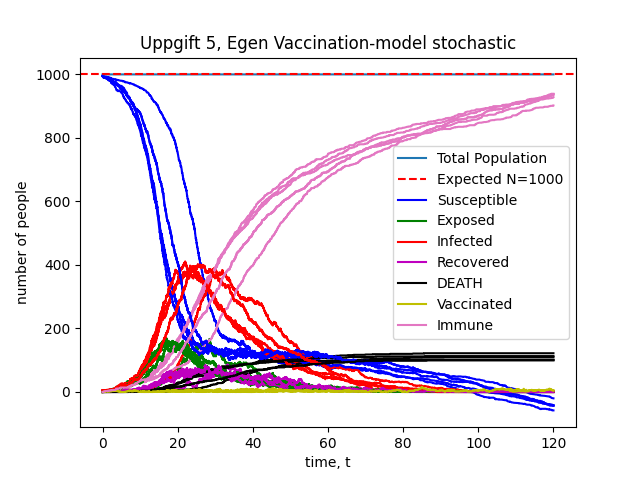 Uppgift 5, Egen Vaccination-model stochastic
number of people
1000
800
600
400
200
0
Total Population
Expected N=1000
Susceptible
Exposed
Infected
Recovered
DEATH
Vaccinated
Immune
0 20 40 60 80 100 120
time, t